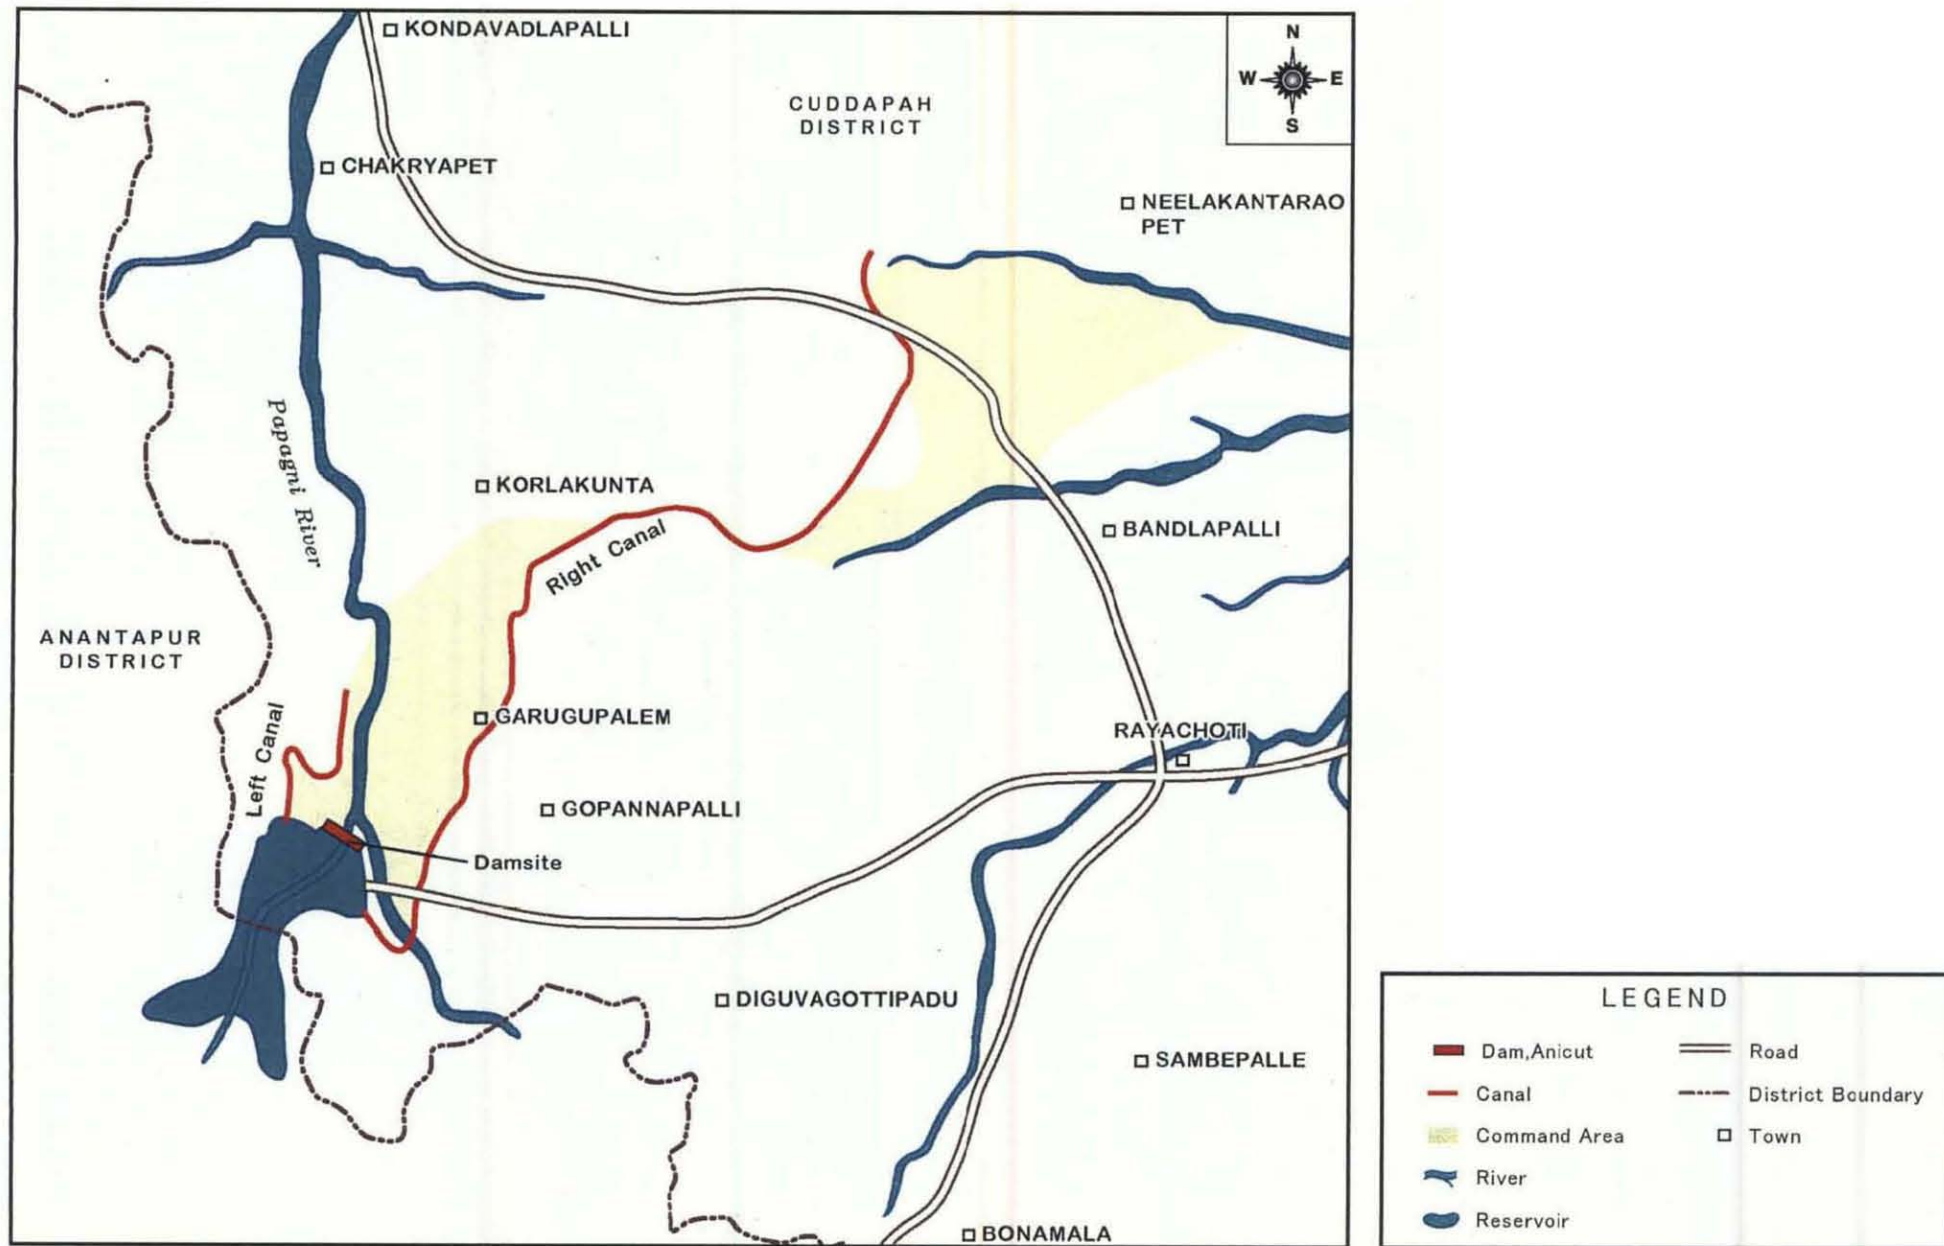 KONDAVADLAPALLI
N
W E
S
CUDDAPAH
DISTRICT
CHAKRYAPET
NEELAKANTARAO
PET
Papagni River
KORLAKUNTA
Right Canal
BANDLAPALLI
ANANTAPUR
DISTRICT
Left Canal
GARUGUPALEM
RAYACHOTI
GOPANNAPALLI
Damsite
DIGUVAGOTTIPADU
SAMBEPALLE
BONAMALA
LEGEND
Dam,Anicut
Road
Canal
District Boundary
Command Area
Town
River
Reservoir